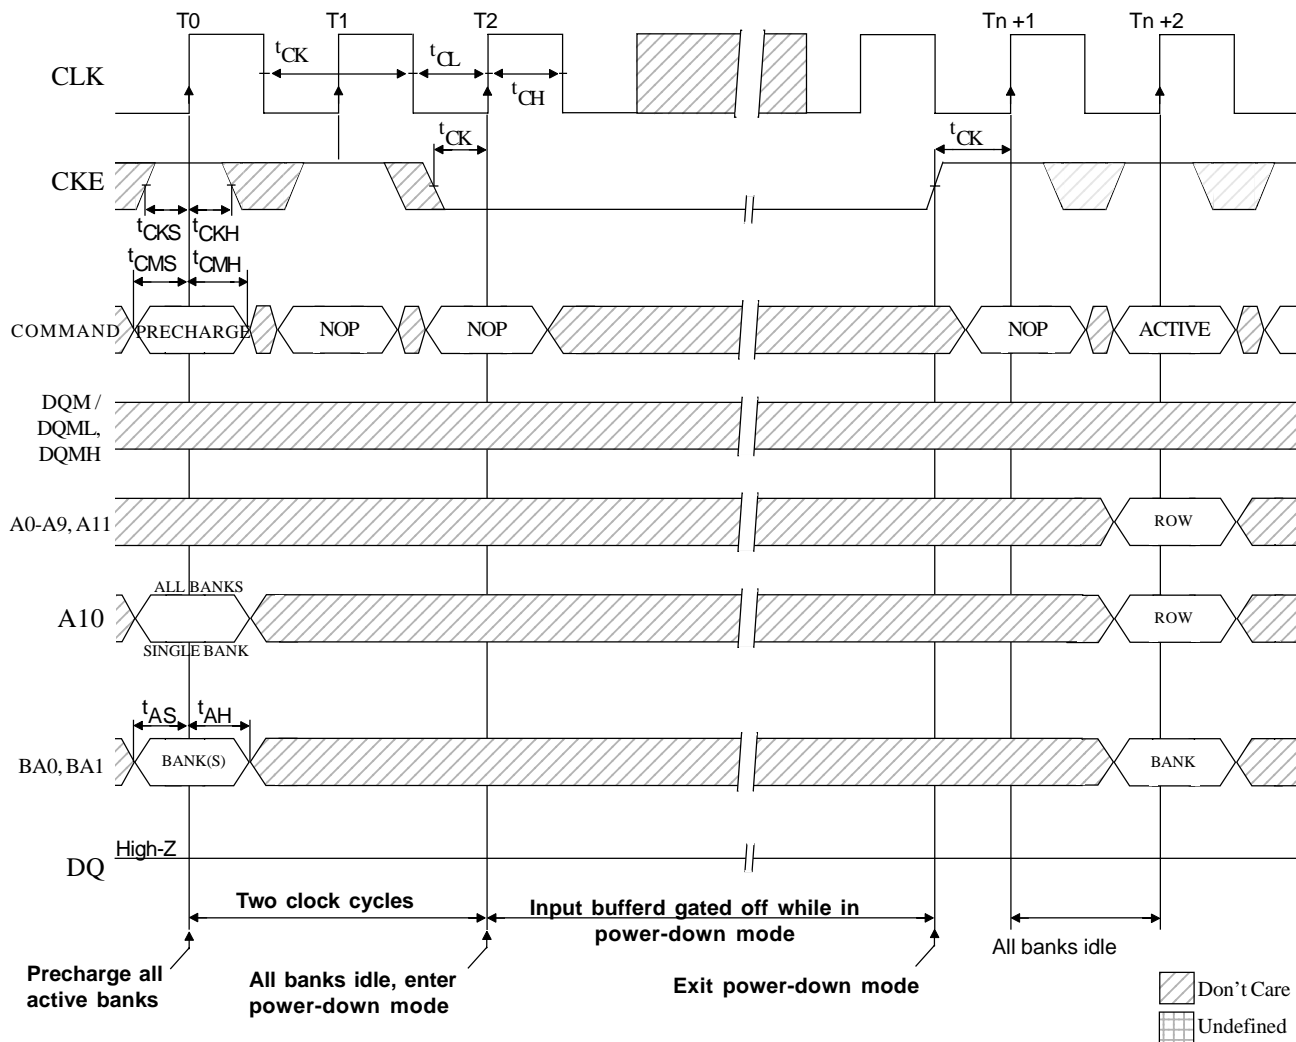 T0 T1 T2 Tn +1 Tn +2
CLK
tCK tCL tCH
tCK tCK
CKE
tCKS tCKH
tCMS tCMH
COMMAND PRECHARGE NOP NOP NOP ACTIVE
DQM /
DQML,
DQMH
A0-A9, A11 ROW
ALL BANKS
A10 ROW
SINGLE BANK
tAS tAH
BA0, BA1 BANK(S) BANK
High-Z
DQ
Two clock cycles
Input bufferd gated off while in
power-down mode
All banks idle
Precharge all
active banks
All banks idle, enter
power-down mode
Exit power-down mode
Don't Care
Undefined